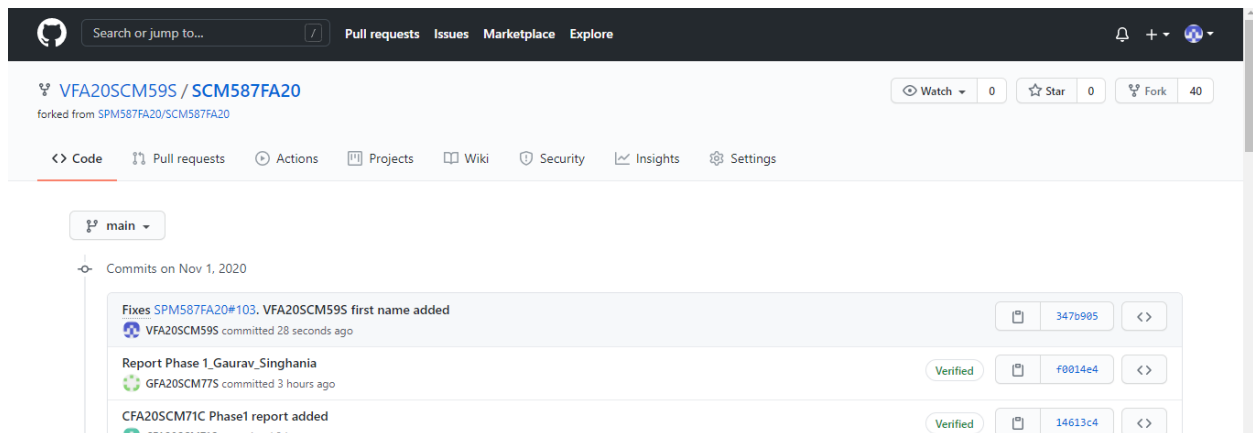 Search or jump to... /
Pull requests Issues Marketplace Explore
VFA20SCM59S / SCM587FA20
Watch 0 Star 0 Fork 40
forked from SPM587FA20/SCM587FA20
Code Pull requests Actions Projects Wiki Security Insights Settings
main
Commits on Nov 1, 2020
Fixes SPM587FA20#103. VFA20SCM59S first name added
347b905
VFA20SCM59S committed 28 seconds ago
Report Phase 1_Gaurav_Singhania
Verified f0014e4
GFA20SCM77S committed 3 hours ago
CFA20SCM71C Phase1 report added
Verified 14613c4